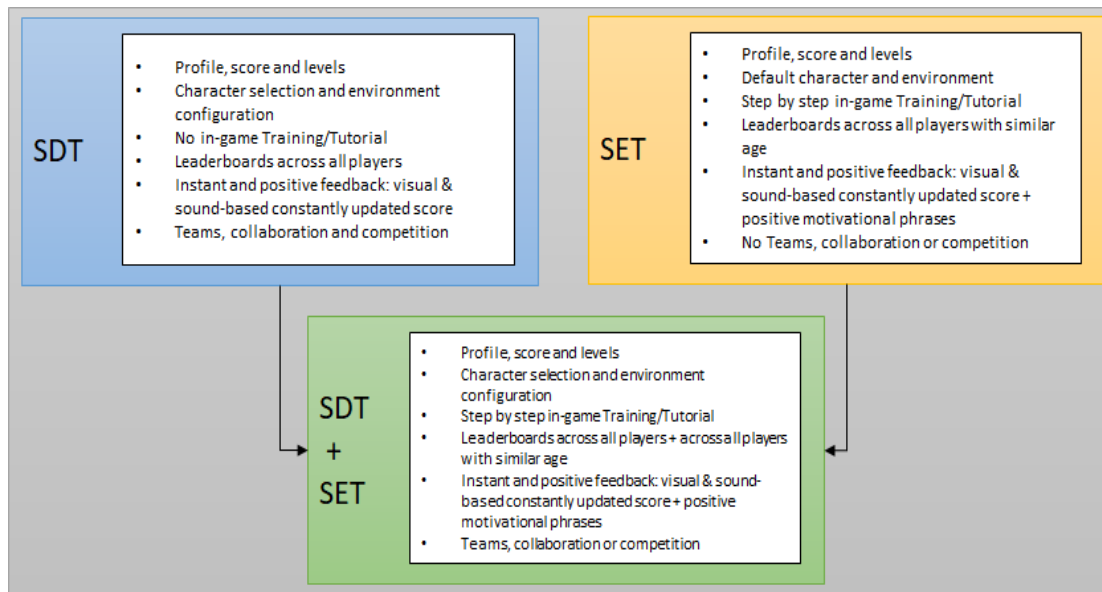 SDT
• Profile, score and levels
• Character selection and environment
configuration
• No in-game Training/Tutorial
• Leaderboards across all players
• Instant and positive feedback: visual &
sound-based constantly updated score
• Teams, collaboration and competition
SET
• Profile, score and levels
• Default character and environment
• Step by step in-game Training/Tutorial
• Leaderboards across all players with similar
age
• Instant and positive feedback: visual &
sound-based constantly updated score +
positive motivational phrases
• No Teams, collaboration or competition
SDT
+
SET
• Profile, score and levels
• Character selection and environment
configuration
• Step by step in-game Training/Tutorial
• Leaderboards across all players + across all players
with similar age
• Instant and positive feedback: visual & sound-
based constantly updated score + positive
motivational phrases
• Teams, collaboration or competition